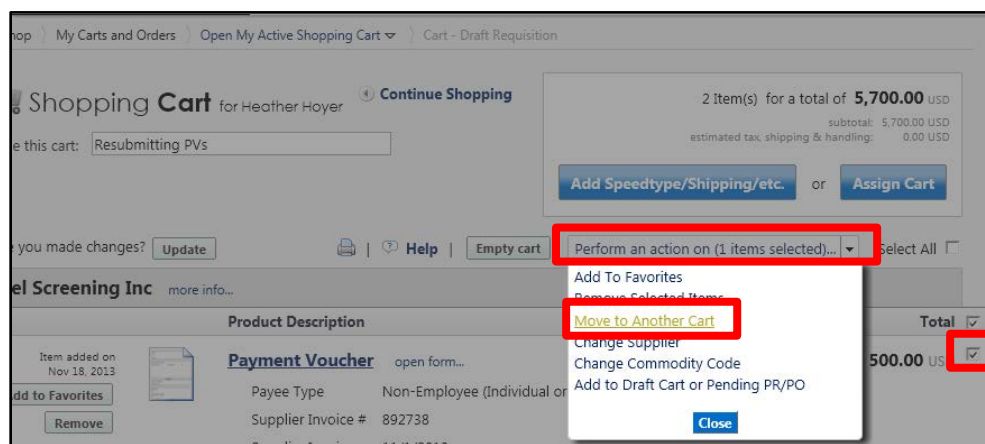 hop 〉 My Carts and Orders 〉 Open My Active Shopping Cart 〉 Cart - Draft Requisition
Shopping Cart for Heather Hoyer Continue Shopping
2 Item(s) for a total of 5,700.00 USD
subtotal: 5,700.00 USD
estimated tax, shipping & handling: 0.00 USD
e this cart: Resubmitting PVs
Add Speedtype/Shipping/etc. or Assign Cart
e you made changes? Update | Help | Empty cart Perform an action on (1 items selected)... Select All
Add To Favorites
Remove Selected Items
Move to Another Cart
Change Supplier
Change Commodity Code
Add to Draft Cart or Pending PR/PO
Close
el Screening Inc more info...
Product Description Total
Item added on
Nov 18, 2013
Add to Favorites
Remove
Payment Voucher open form... 500.00 US
Payee Type Non-Employee (Individual or
Supplier Invoice # 892738